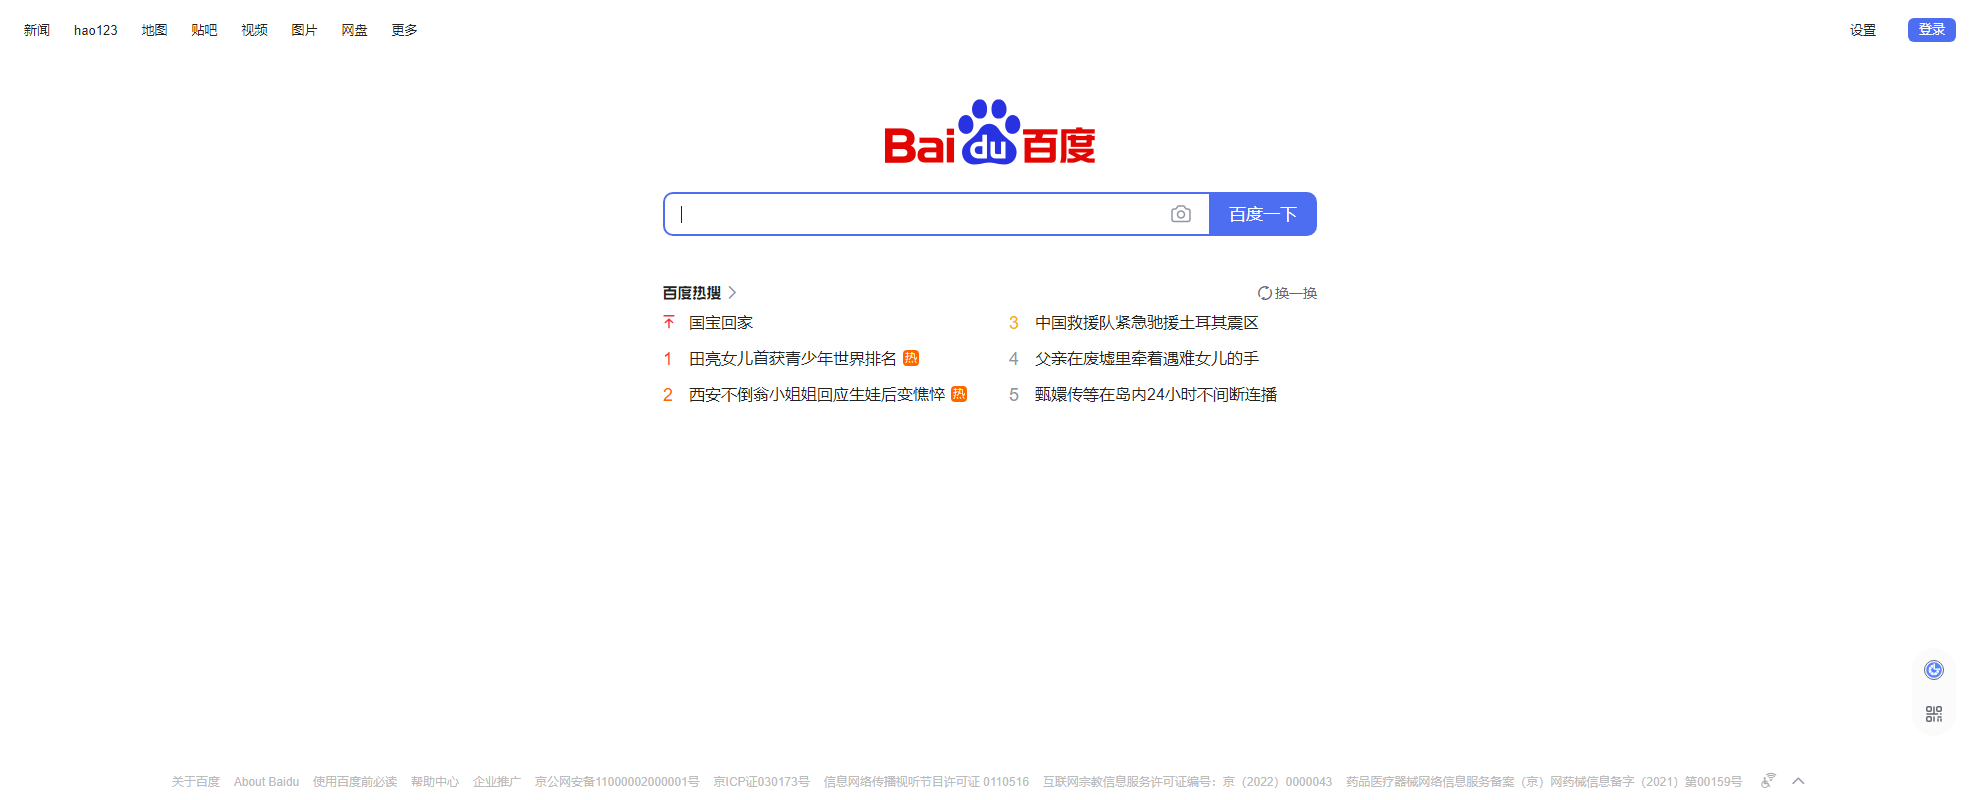 新闻 hao123 地图 贴吧 视频 图片 网盘 更多 设置 登录
Bai du 百度
百度一下
百度热搜 换一换
国宝回家
1 田亮女儿首获青少年世界排名 热
2 西安不倒翁小姐姐回应生娃后变憔悴 热
3 中国救援队紧急驰援土耳其震区
4 父亲在废墟里牵着遇难女儿的手
5 甄嬛传等在岛内24小时不间断连播
关于百度 About Baidu 使用百度前必读 帮助中心 企业推广 京公网安备11000002000001号 京ICP证030173号 信息网络传播视听节目许可证 0110516 互联网宗教信息服务许可证编号：京（2022）0000043 药品医疗器械网络信息服务备案（京）网药械信息备字（2021）第00159号